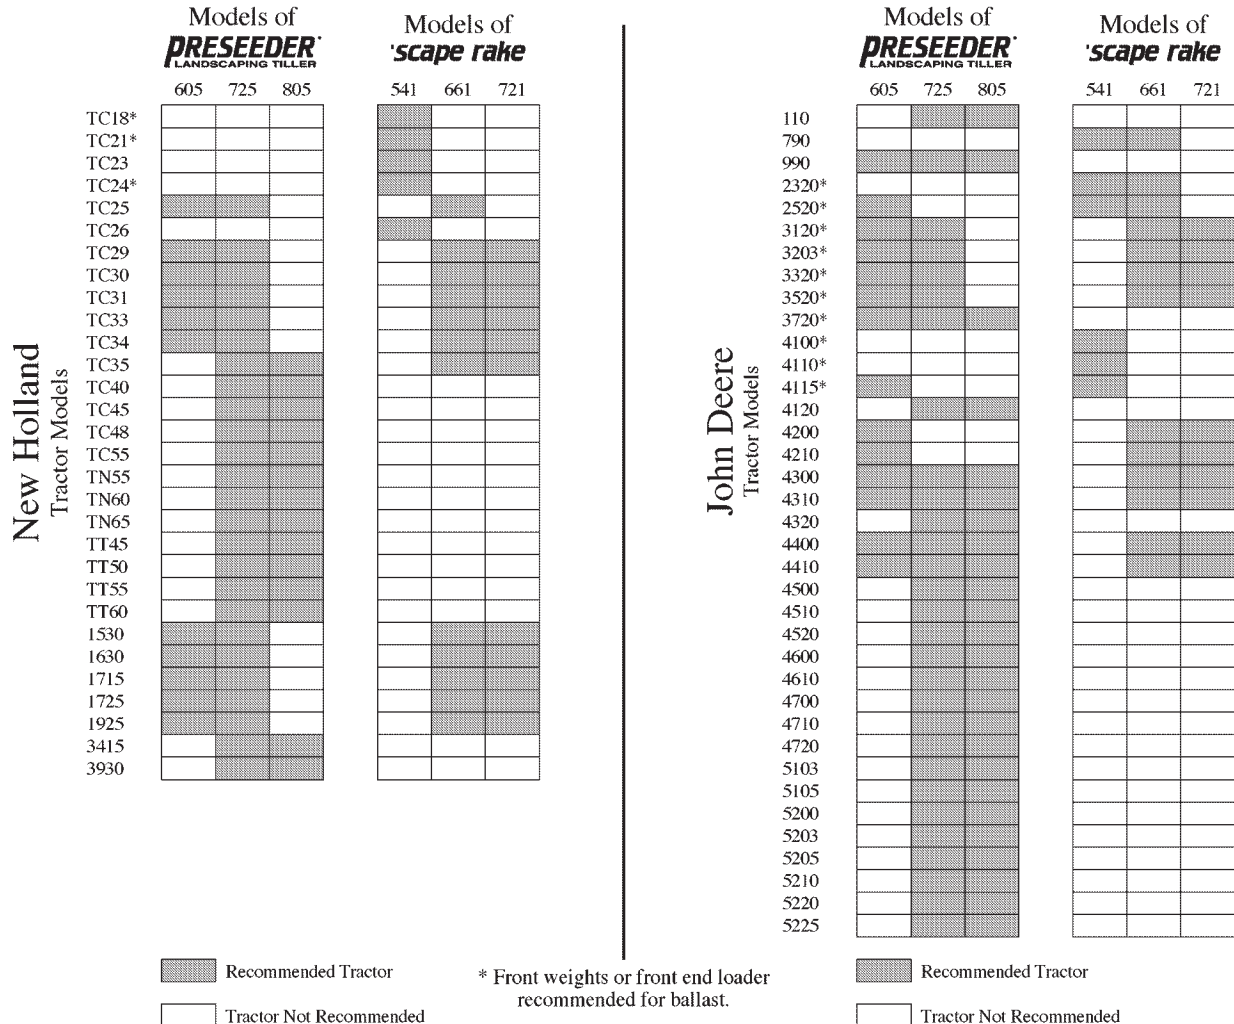 Models of
PRESEEDER
LANDSCAPING TILLER
605 725 805
Models of
'scape rake
541 661 721
New Holland
Tractor Models
TC18*
TC21*
TC23
TC24*
TC25
TC26
TC29
TC30
TC31
TC33
TC34
TC35
TC40
TC45
TC48
TC55
TN55
TN60
TN65
TT45
TT50
TT55
TT60
1530
1630
1715
1725
1925
3415
3930
Recommended Tractor
Tractor Not Recommended
* Front weights or front end loader
recommended for ballast.
Models of
PRESEEDER
LANDSCAPING TILLER
605 725 805
Models of
'scape rake
541 661 721
John Deere
Tractor Models
110
790
990
2320*
2520*
3120*
3203*
3320*
3520*
3720*
4100*
4110*
4115*
4120
4200
4210
4300
4310
4320
4400
4410
4500
4510
4520
4600
4610
4700
4710
4720
5103
5105
5200
5203
5205
5210
5220
5225
Recommended Tractor
Tractor Not Recommended